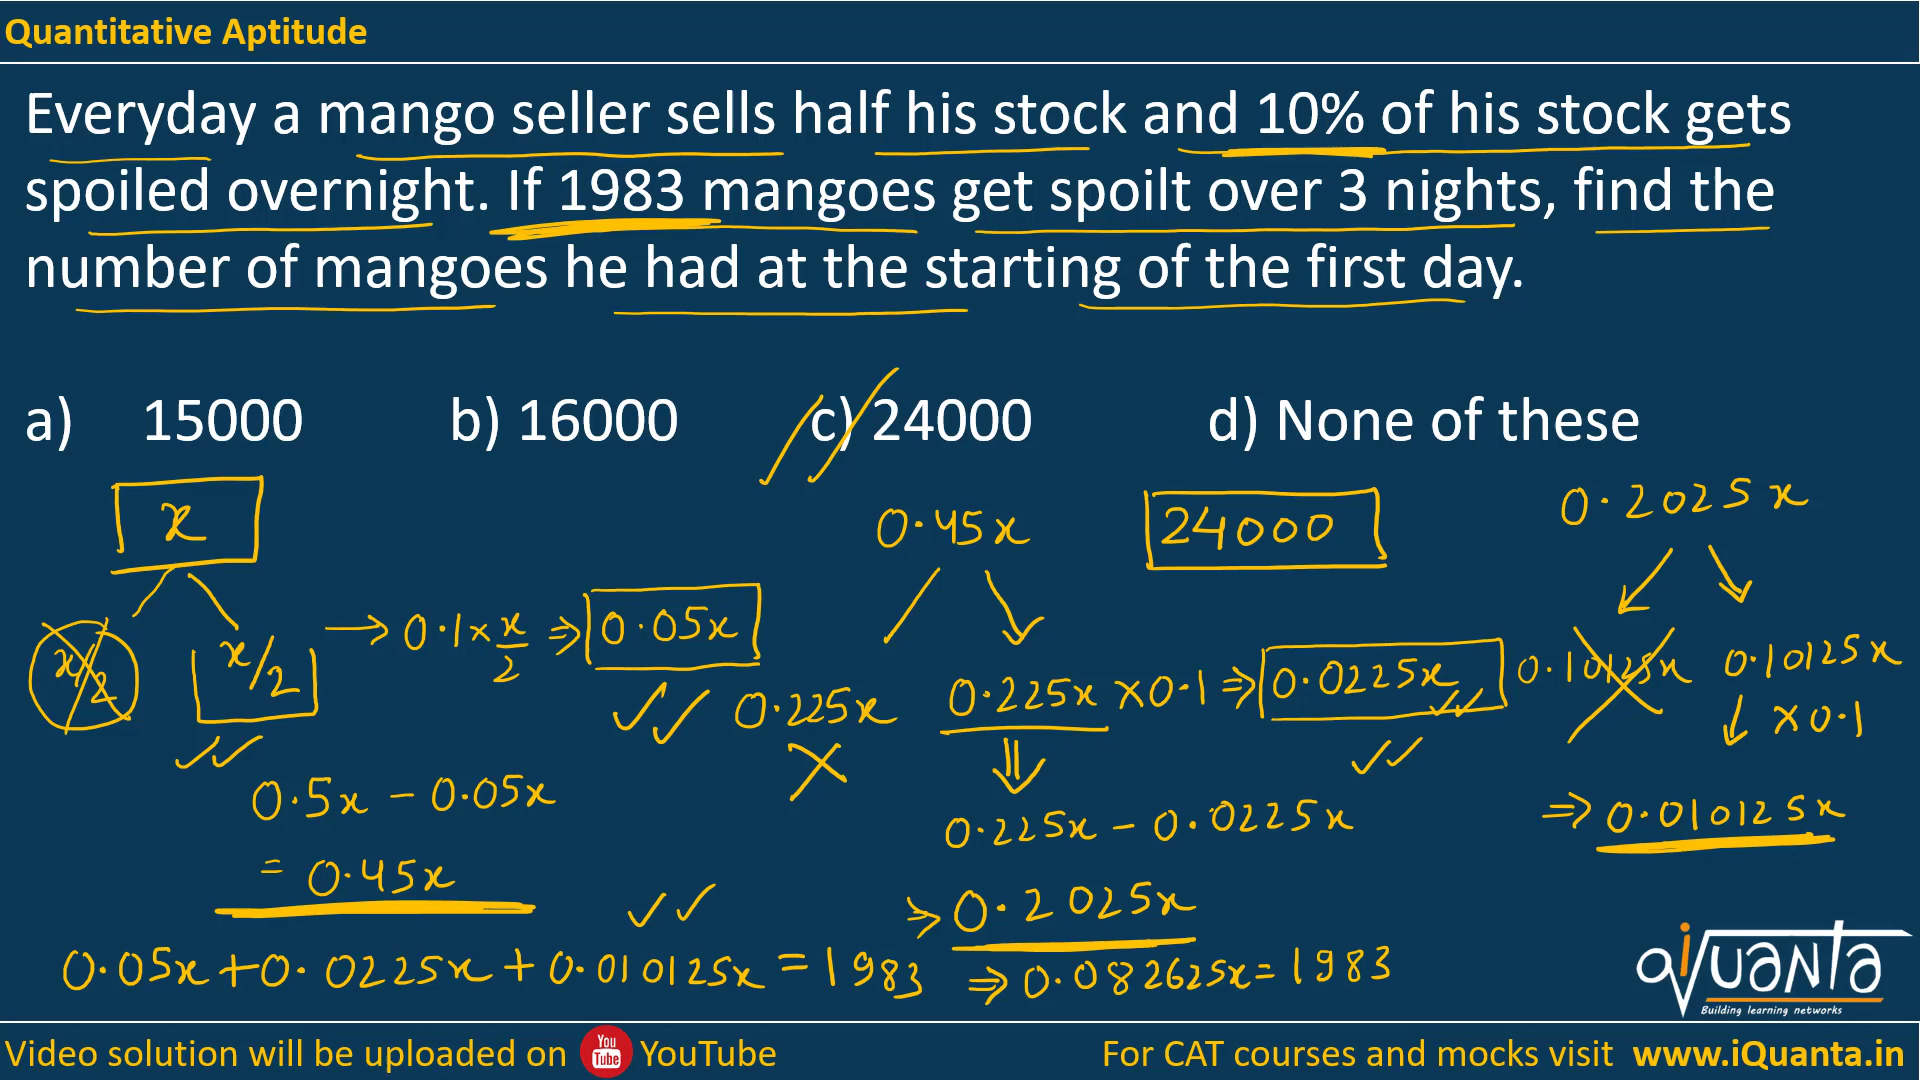 Quantitative Aptitude
Everyday a mango seller sells half his stock and 10% of his stock gets
spoiled overnight. If 1983 mangoes get spoilt over 3 nights, find the
number of mangoes he had at the starting of the first day.
a) 15000 b) 16000 c) 24000 d) None of these
x
0.45x
24000
0.2025x
x/2
x/2 → 0.1 × x/2 ⇒ 0.05x
0.225x
0.225x × 0.1 ⇒ 0.0225x
0.10125x
0.10125x
× 0.1
0.5x - 0.05x
= 0.45x
0.225x - 0.0225x
⇒ 0.2025x
⇒ 0.010125x
0.05x + 0.0225x + 0.010125x = 1983
⇒ 0.082625x = 1983
iQUANTA
Building learning networks
Video solution will be uploaded on You Tube YouTube
For CAT courses and mocks visit www.iQuanta.in